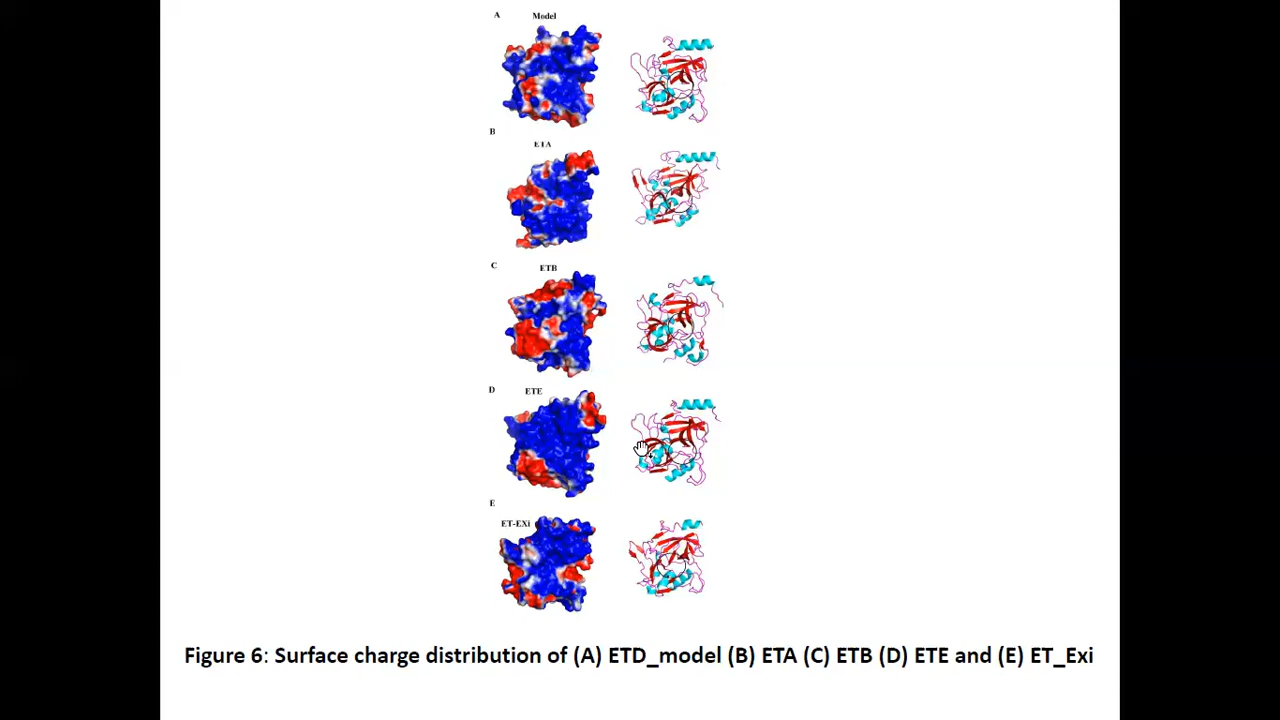 A
Model
B
ETA
C
ETB
D
ETE
E
ET-EXi
Figure 6: Surface charge distribution of (A) ETD_model (B) ETA (C) ETB (D) ETE and (E) ET_Exi